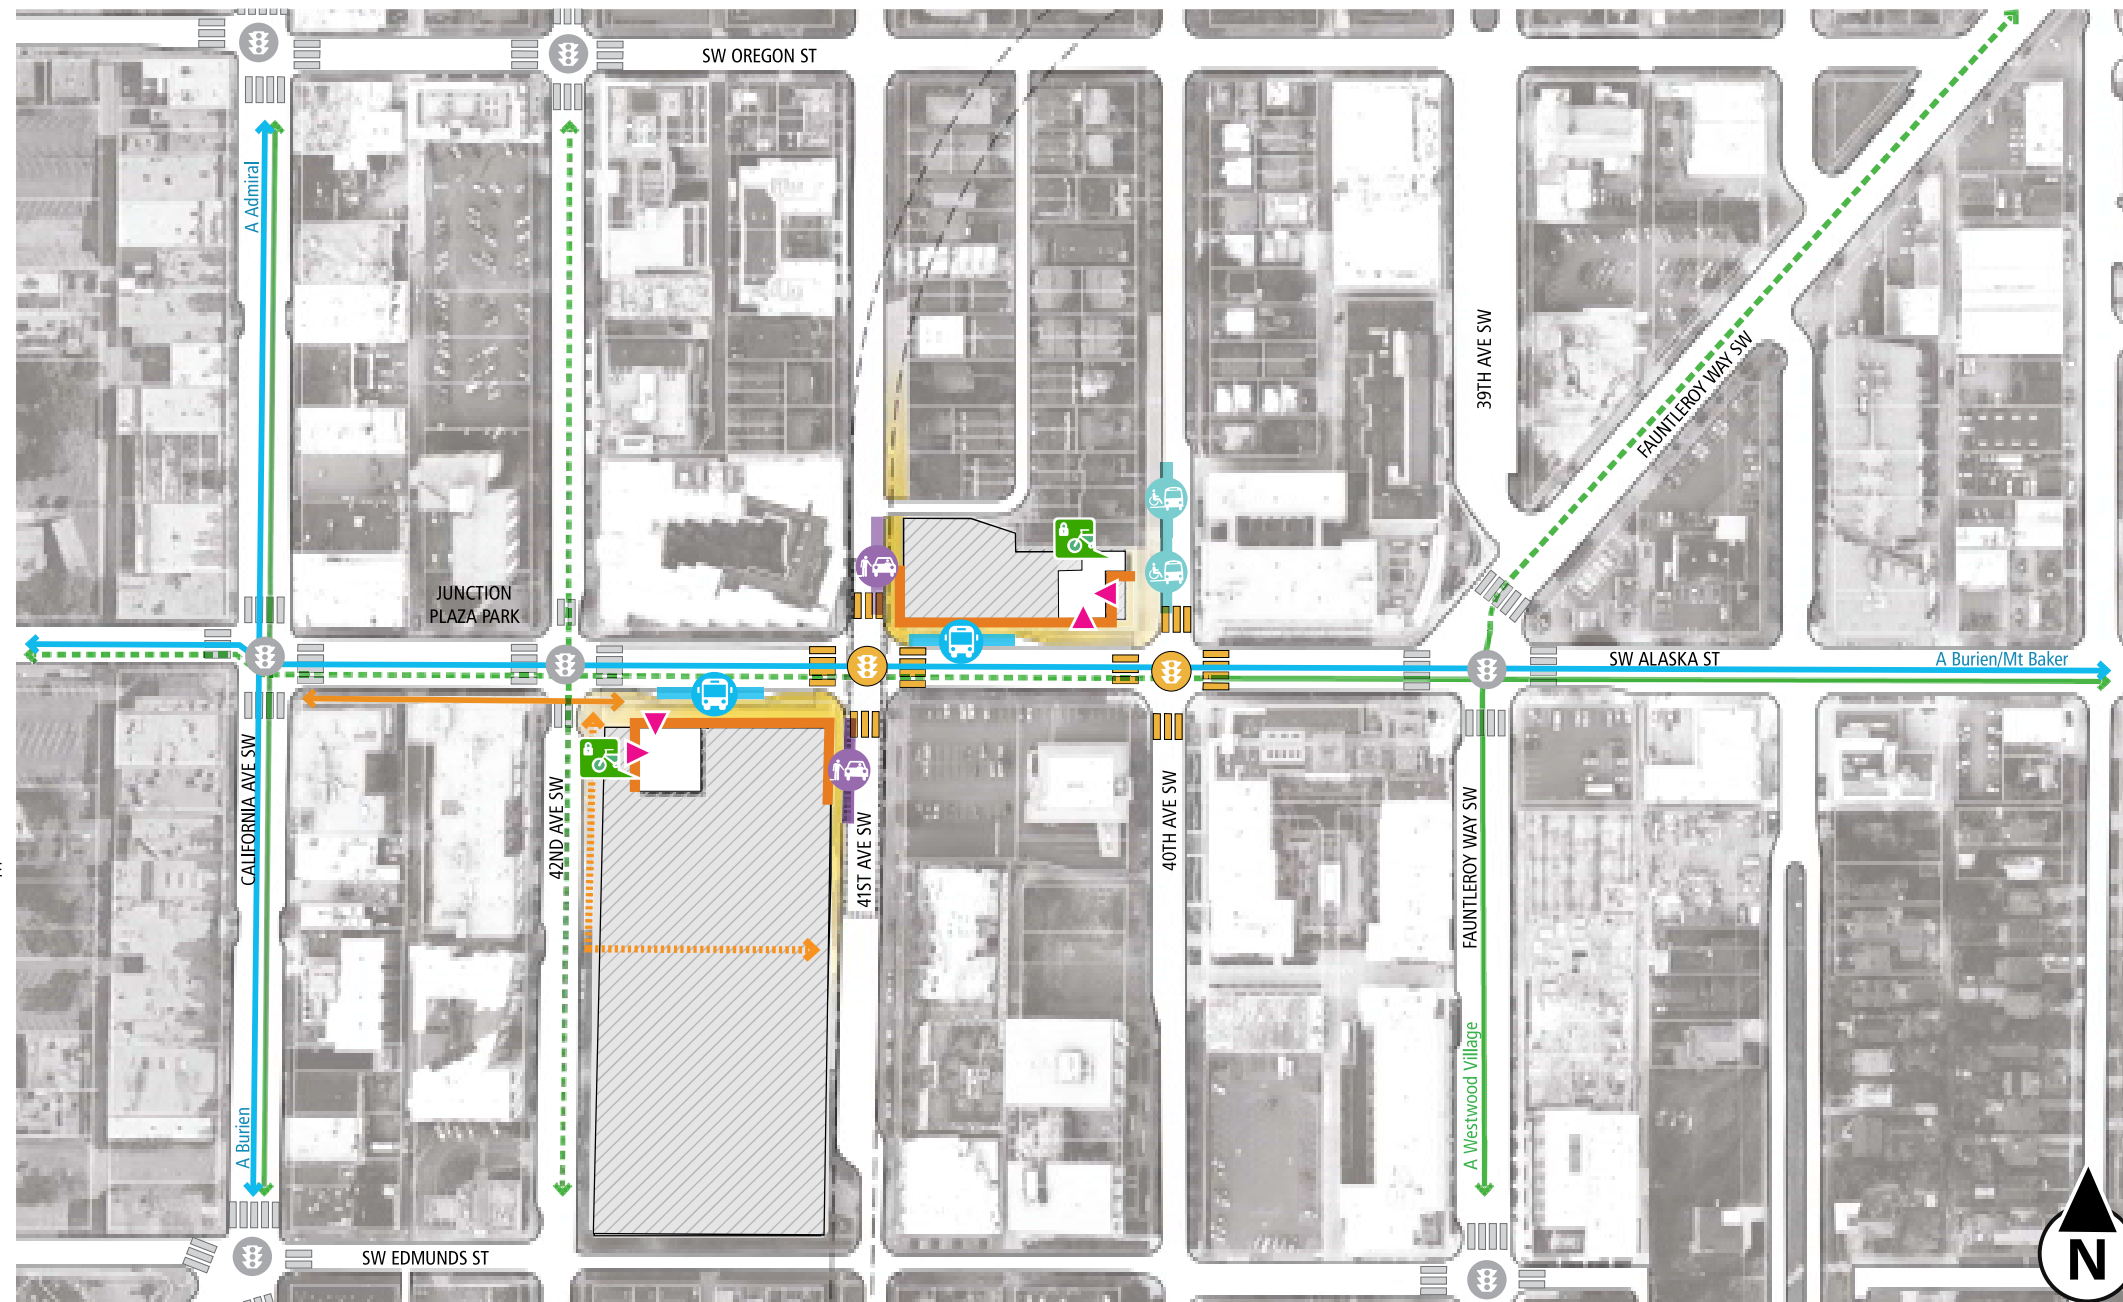 SW OREGON ST
A Admiral
39TH AVE SW
FAUNTLEROY WAY SW
JUNCTION
PLAZA PARK
SW ALASKA ST
A Burien/Mt Baker
CALIFORNIA AVE SW
42ND AVE SW
41ST AVE SW
40TH AVE SW
FAUNTLEROY WAY SW
A Westwood Village
A Burien
SW EDMUNDS ST
N